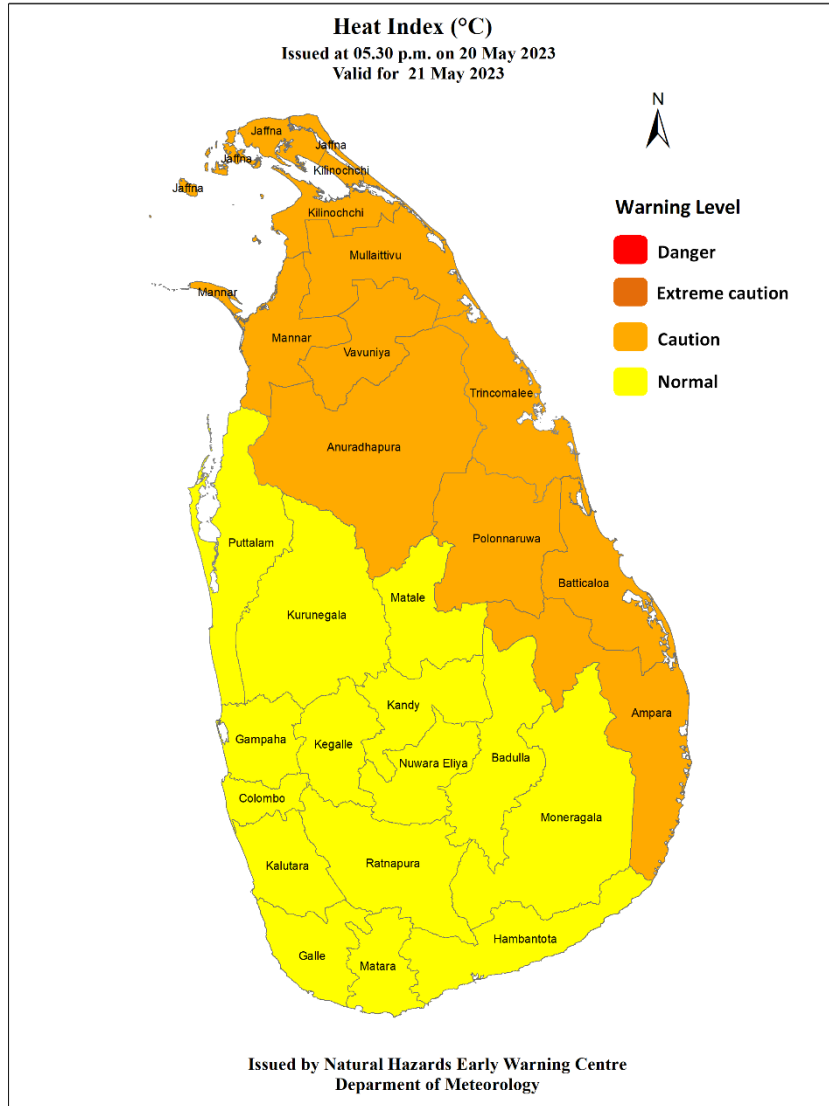 Heat Index (°C)
Issued at 05.30 p.m. on 20 May 2023
Valid for 21 May 2023
N
Jaffna
Jaffna
Jaffna
Kilinochchi
Jaffna
Kilinochchi
Warning Level
Mullaittivu
Danger
Mannar
Extreme caution
Mannar
Caution
Vavuniya
Normal
Trincomalee
Anuradhapura
Puttalam
Polonnaruwa
Batticaloa
Matale
Kurunegala
Kandy
Ampara
Gampaha
Kegalle
Nuwara Eliya
Badulla
Colombo
Moneragala
Kalutara
Ratnapura
Hambantota
Galle
Matara
Issued by Natural Hazards Early Warning Centre
Deparment of Meteorology